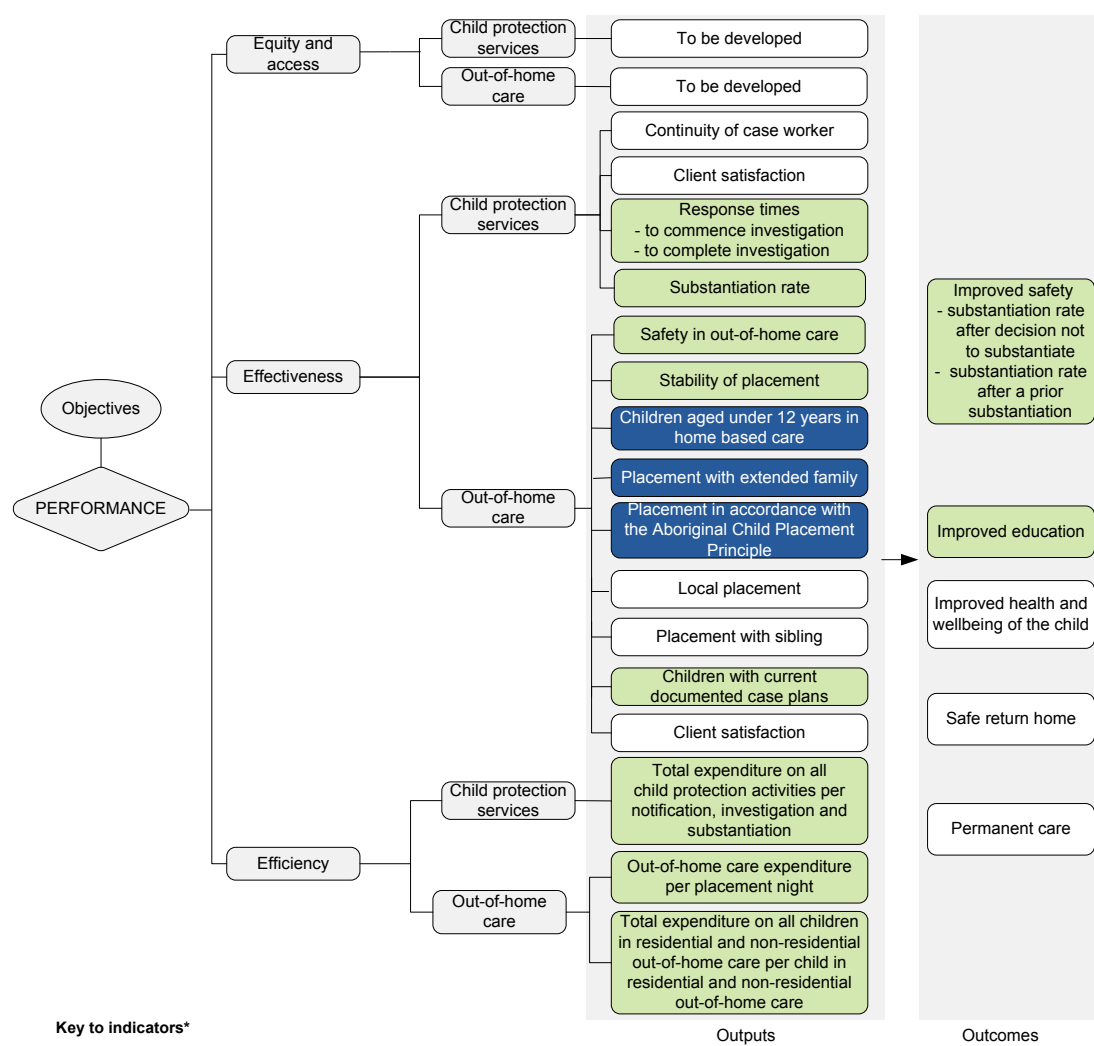 Objectives
PERFORMANCE
Equity and
access
Child protection
services
To be developed
Out-of-home
care
To be developed
Effectiveness
Child protection
services
Continuity of case worker
Client satisfaction
Response times
- to commence investigation
- to complete investigation
Substantiation rate
Out-of-home
care
Safety in out-of-home care
Stability of placement
Children aged under 12 years in
home based care
Placement with extended family
Placement in accordance with
the Aboriginal Child Placement
Principle
Local placement
Placement with sibling
Children with current
documented case plans
Client satisfaction
Efficiency
Child protection
services
Total expenditure on all
child protection activities per
notification, investigation and
substantiation
Out-of-home
care
Out-of-home care expenditure
per placement night
Total expenditure on all children
in residential and non-residential
out-of-home care per child in
residential and non-residential
out-of-home care
Outputs
Improved safety
- substantiation rate
after decision not
to substantiate
- substantiation rate
after a prior
substantiation
Improved education
Improved health and
wellbeing of the child
Safe return home
Permanent care
Outcomes
Key to indicators*